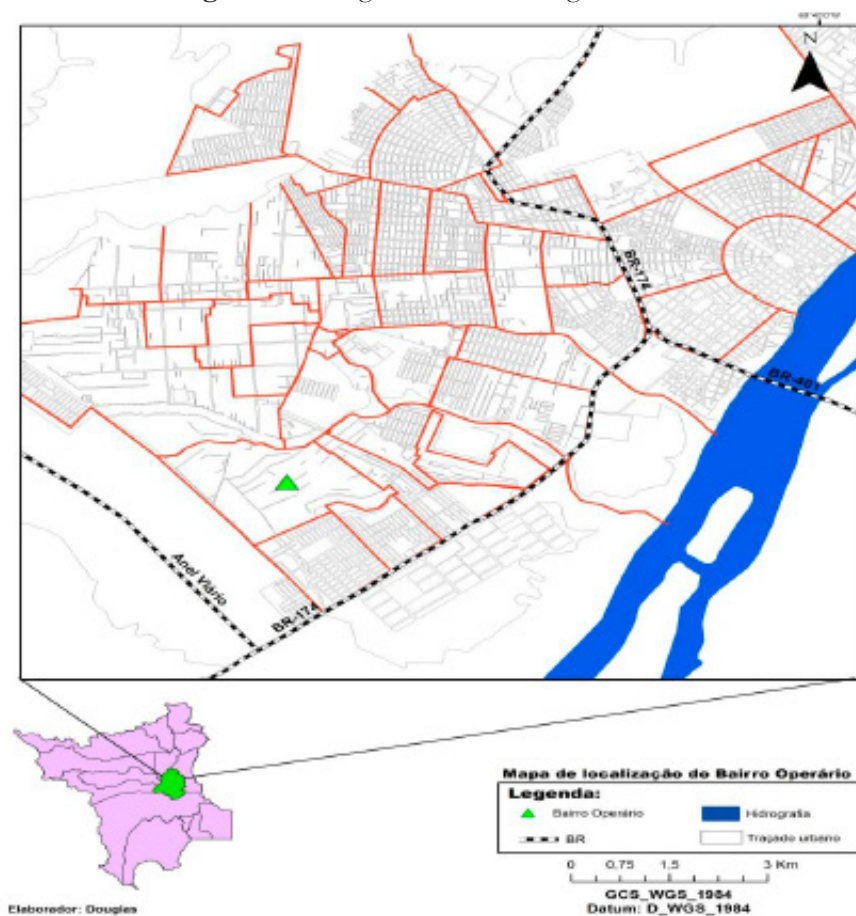 N
BR-174
BR-401
Anel Viário
BR-174
Mapa de localização do Bairro Operário
Legenda:
Bairro Operário
Hidrografia
BR
Traçado urbano
0 0,75 1,5 3 Km
GCS_WGS_1984
Datum: D_WGS_1984
Elaborador: Douglas